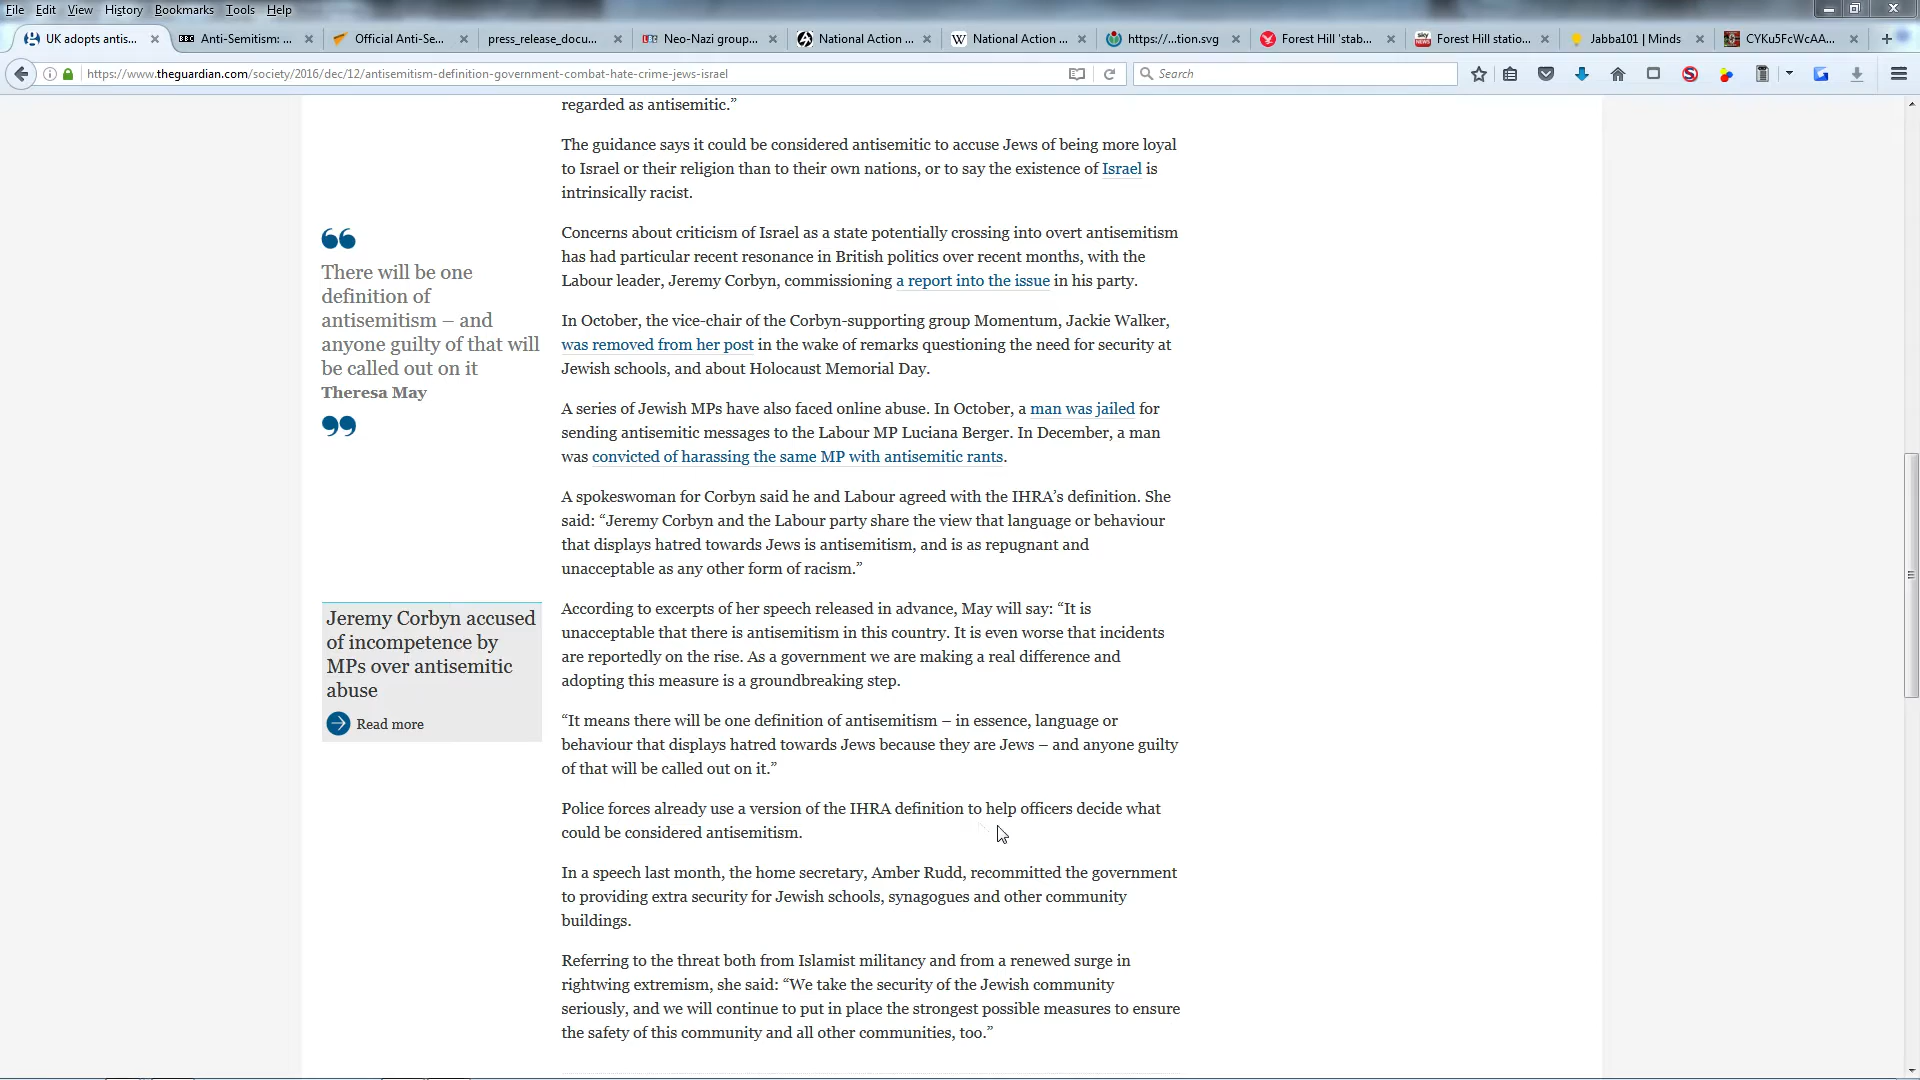 File Edit View History Bookmarks Tools Help
UK adopts antis...
BBC Anti-Semitism: ...
Official Anti-Se...
press_release_docu...
Neo-Nazi group...
National Action ...
W National Action ...
https://...tion.svg
Forest Hill 'stab...
sky news Forest Hill statio...
Jabba101 | Minds
CYKu5FcWcAA...
https://www.theguardian.com/society/2016/dec/12/antisemitism-definition-government-combat-hate-crime-jews-israel
Search
regarded as antisemitic.”
The guidance says it could be considered antisemitic to accuse Jews of being more loyal
to Israel or their religion than to their own nations, or to say the existence of Israel is
intrinsically racist.
Concerns about criticism of Israel as a state potentially crossing into overt antisemitism
has had particular recent resonance in British politics over recent months, with the
Labour leader, Jeremy Corbyn, commissioning a report into the issue in his party.
There will be one
definition of
antisemitism – and
anyone guilty of that will
be called out on it
Theresa May
In October, the vice-chair of the Corbyn-supporting group Momentum, Jackie Walker,
was removed from her post in the wake of remarks questioning the need for security at
Jewish schools, and about Holocaust Memorial Day.
A series of Jewish MPs have also faced online abuse. In October, a man was jailed for
sending antisemitic messages to the Labour MP Luciana Berger. In December, a man
was convicted of harassing the same MP with antisemitic rants.
A spokeswoman for Corbyn said he and Labour agreed with the IHRA’s definition. She
said: “Jeremy Corbyn and the Labour party share the view that language or behaviour
that displays hatred towards Jews is antisemitism, and is as repugnant and
unacceptable as any other form of racism.”
Jeremy Corbyn accused
of incompetence by
MPs over antisemitic
abuse
Read more
According to excerpts of her speech released in advance, May will say: “It is
unacceptable that there is antisemitism in this country. It is even worse that incidents
are reportedly on the rise. As a government we are making a real difference and
adopting this measure is a groundbreaking step.
“It means there will be one definition of antisemitism – in essence, language or
behaviour that displays hatred towards Jews because they are Jews – and anyone guilty
of that will be called out on it.”
Police forces already use a version of the IHRA definition to help officers decide what
could be considered antisemitism.
In a speech last month, the home secretary, Amber Rudd, recommitted the government
to providing extra security for Jewish schools, synagogues and other community
buildings.
Referring to the threat both from Islamist militancy and from a renewed surge in
rightwing extremism, she said: “We take the security of the Jewish community
seriously, and we will continue to put in place the strongest possible measures to ensure
the safety of this community and all other communities, too.”